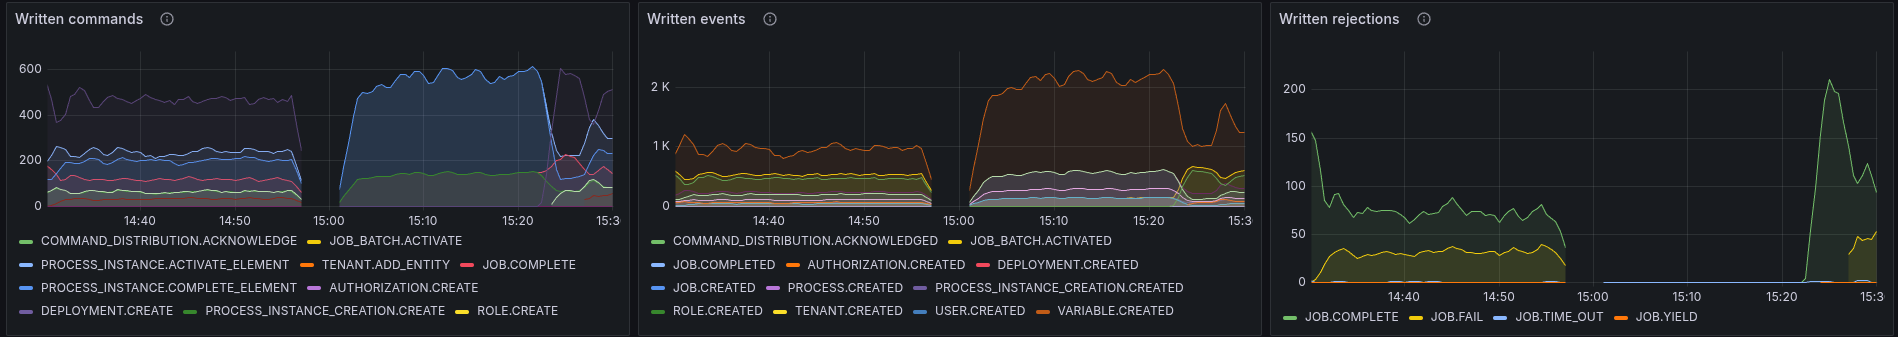 Written commands
600
400
200
0
14:40 14:50 15:00 15:10 15:20 15:3
COMMAND_DISTRIBUTION.ACKNOWLEDGE JOB_BATCH.ACTIVATE
PROCESS_INSTANCE.ACTIVATE_ELEMENT TENANT.ADD_ENTITY JOB.COMPLETE
PROCESS_INSTANCE.COMPLETE_ELEMENT AUTHORIZATION.CREATE
DEPLOYMENT.CREATE PROCESS_INSTANCE_CREATION.CREATE ROLE.CREATE
Written events
2 K
1 K
0
14:40 14:50 15:00 15:10 15:20 15:3
COMMAND_DISTRIBUTION.ACKNOWLEDGED JOB_BATCH.ACTIVATED
JOB.COMPLETED AUTHORIZATION.CREATED DEPLOYMENT.CREATED
JOB.CREATED PROCESS.CREATED PROCESS_INSTANCE_CREATION.CREATED
ROLE.CREATED TENANT.CREATED USER.CREATED VARIABLE.CREATED
Written rejections
200
150
100
50
0
14:40 14:50 15:00 15:10 15:20 15:3
JOB.COMPLETE JOB.FAIL JOB.TIME_OUT JOB.YIELD